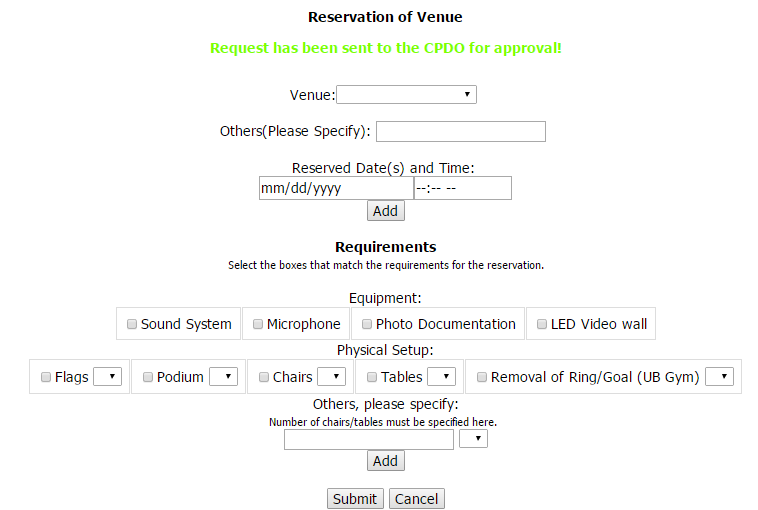 Reservation of Venue
Request has been sent to the CPDO for approval!
Venue:
Others(Please Specify):
Reserved Date(s) and Time:
mm/dd/yyyy --:-- --
Add
Requirements
Select the boxes that match the requirements for the reservation.
Equipment:
Sound System Microphone Photo Documentation LED Video wall
Physical Setup:
Flags Podium Chairs Tables Removal of Ring/Goal (UB Gym)
Others, please specify:
Number of chairs/tables must be specified here.
Add
Submit Cancel